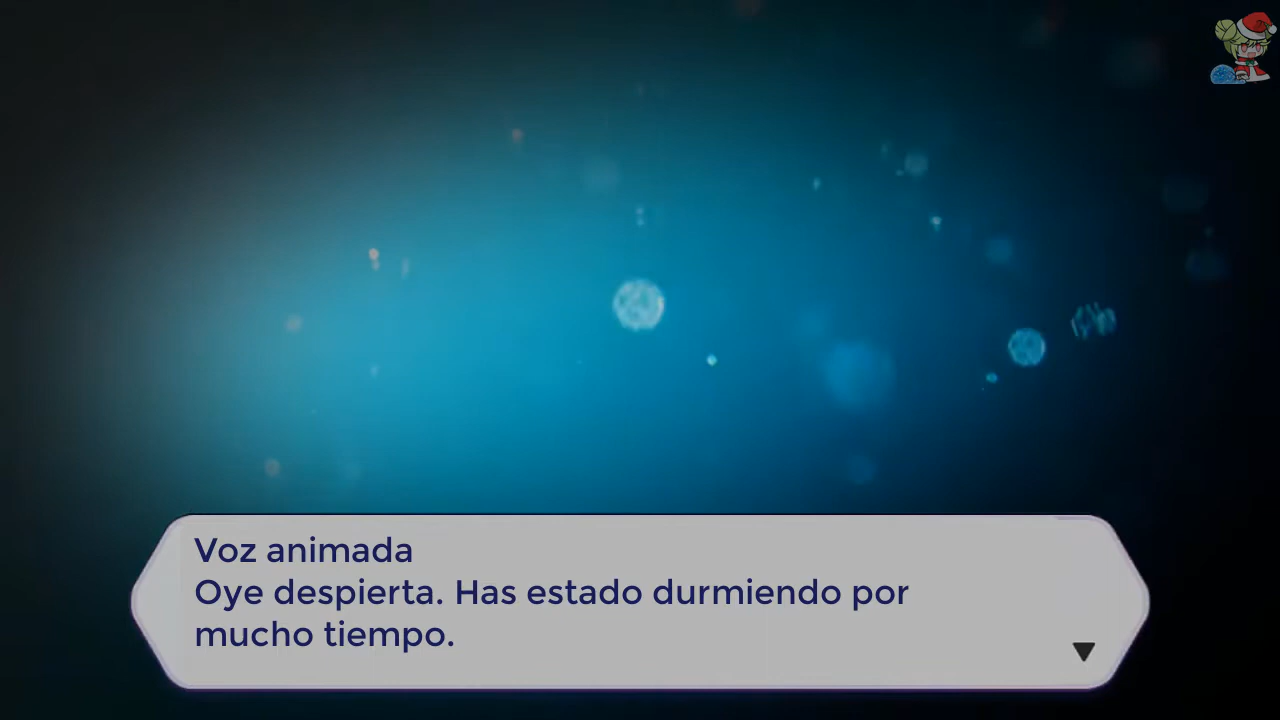 Voz animada
Oye despierta. Has estado durmiendo por
mucho tiempo.